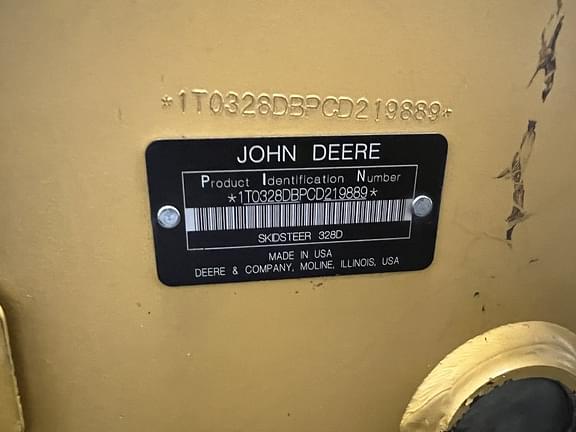 *1T0328DBPCD219889*
JOHN DEERE
Product Identification Number
*1T0328DBPCD219889*
SKIDSTEER 328D
MADE IN USA
DEERE & COMPANY, MOLINE, ILLINOIS, USA